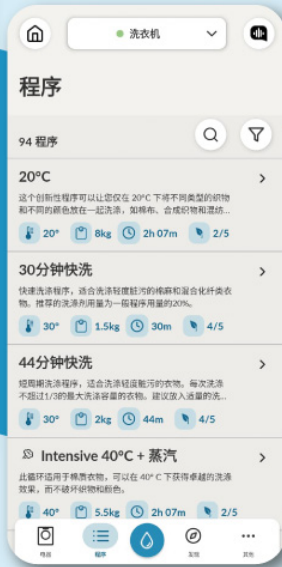 洗衣机
程序
94 程序
20°C
这个创新性程序可以让您仅在 20°C 下将不同类型的织物
和不同的颜色放在一起洗涤，如棉布、合成织物和混纺...
20° 8kg 2h 07m 2/5
30分钟快洗
快速洗涤程序，适合洗涤轻度脏污的棉麻和混合化纤类衣
物。推荐的洗涤剂用量为一般程序用量的20%。
30° 1.5kg 30m 4/5
44分钟快洗
短周期洗涤程序，适合洗涤轻度脏污的衣物。每次洗涤
不超过1/3的最大洗涤容量的衣物。建议放入适量的洗...
30° 2kg 44m 4/5
Intensive 40°C + 蒸汽
此循环适用于棉质衣物，可以在 40° C 下获得卓越的洗涤
效果，而不破坏织物和颜色。
40° 5.5kg 2h 07m 2/5
程序 发现 其他